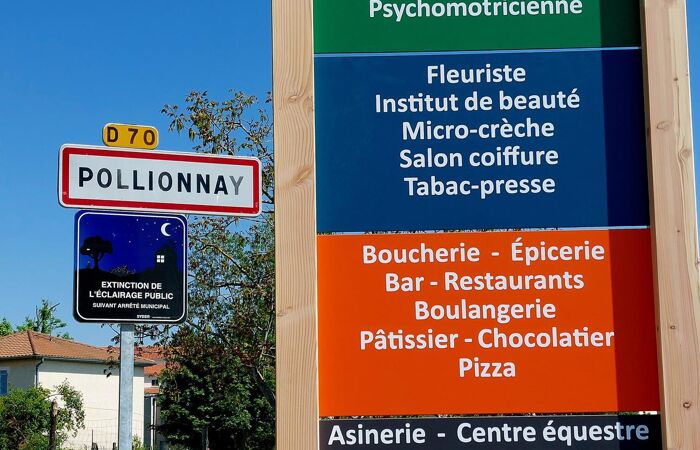 D 70
POLLIONNAY
EXTINCTION DE
L'ÉCLAIRAGE PUBLIC
SUIVANT ARRÊTÉ MUNICIPAL
SYDER
Psychomotricienne
Fleuriste
Institut de beauté
Micro-crèche
Salon coiffure
Tabac-presse
Boucherie - Épicerie
Bar - Restaurants
Boulangerie
Pâtissier - Chocolatier
Pizza
Asinerie - Centre équestre